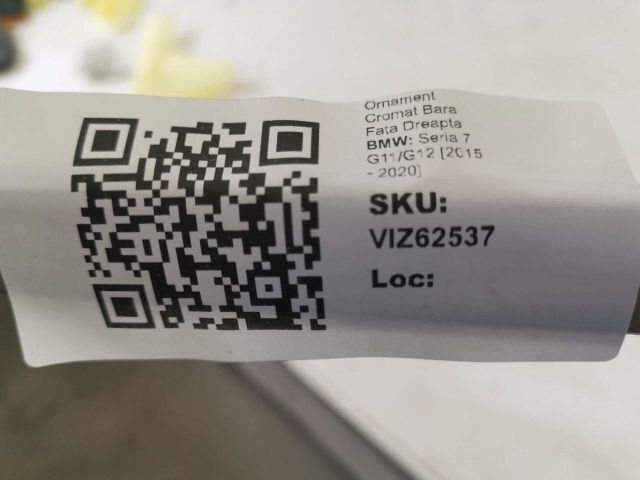 Ornament
Cromat Bara
Fata Dreapta
BMW: Seria 7
G11/G12 [2015
- 2020]
SKU:
VIZ62537
Loc: